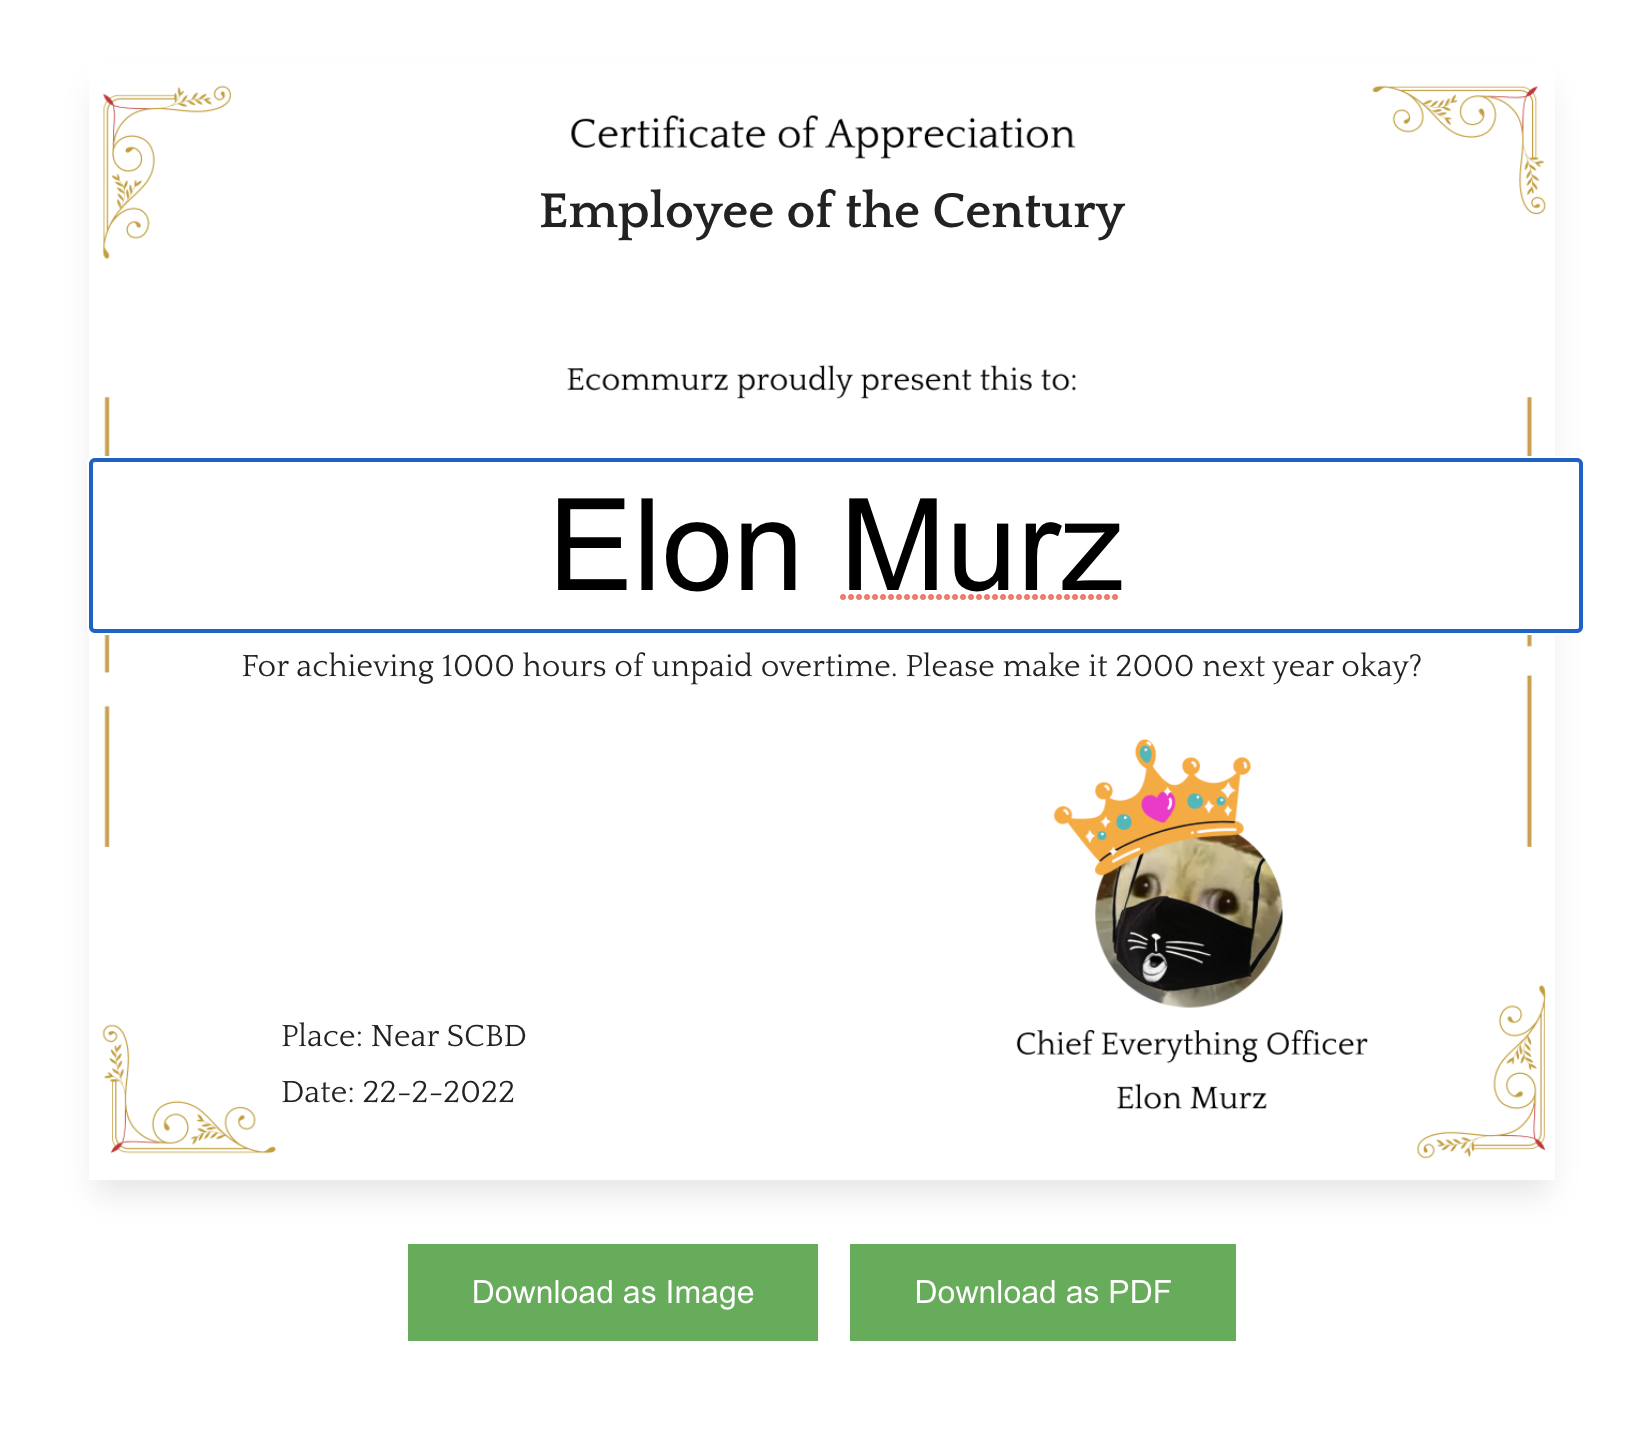 Certificate of Appreciation
Employee of the Century
Ecommurz proudly present this to:
Elon Murz
For achieving 1000 hours of unpaid overtime. Please make it 2000 next year okay?
Place: Near SCBD
Date: 22-2-2022
Chief Everything Officer
Elon Murz
Download as Image
Download as PDF